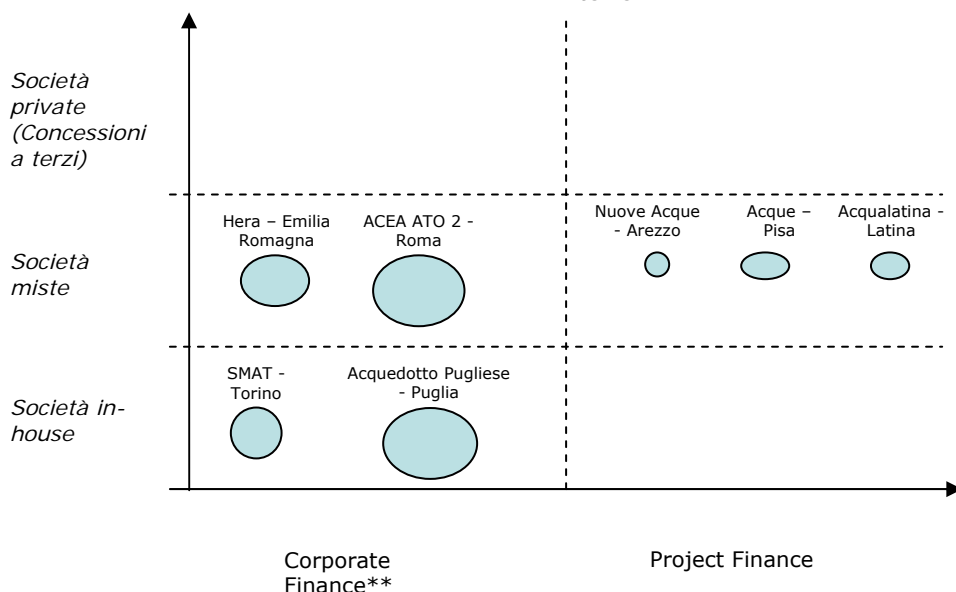 Società
private
(Concessioni
a terzi)
Hera – Emilia
Romagna
ACEA ATO 2 -
Roma
Nuove Acque
- Arezzo
Acque –
Pisa
Acqualatina -
Latina
Società
miste
SMAT -
Torino
Acquedotto Pugliese
- Puglia
Società in-
house
Corporate
Finance**
Project Finance